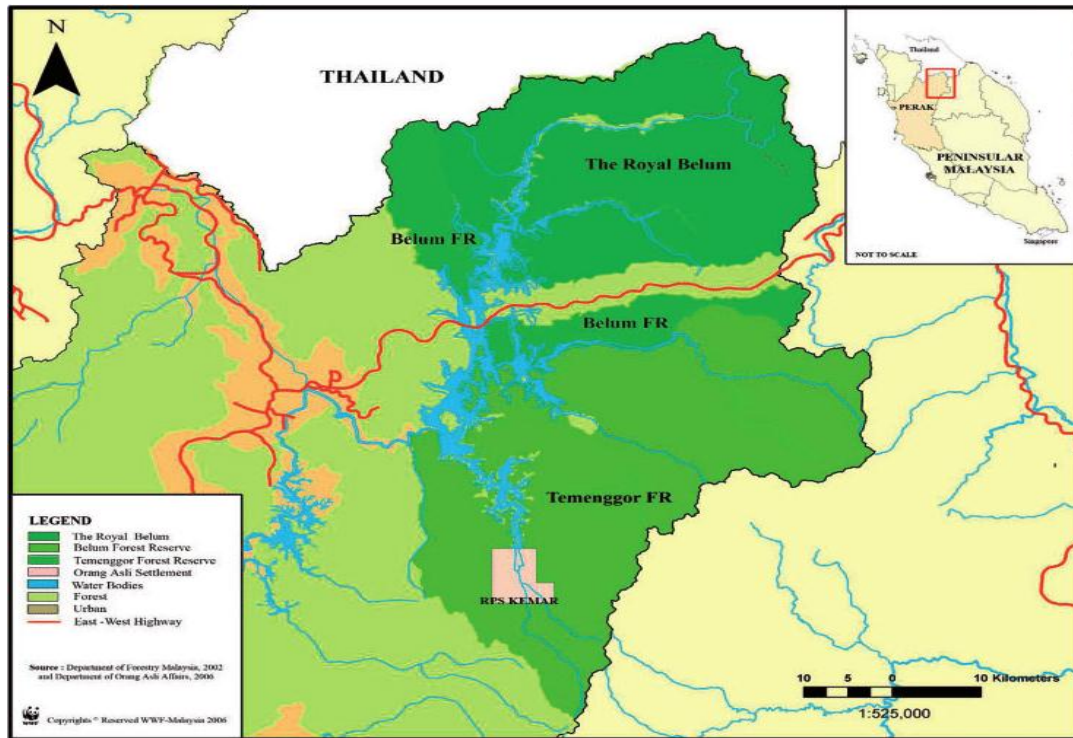 N
THAILAND
The Royal Belum
Belum FR
Belum FR
Temenggor FR
RPS KEMAR
Thailand
PERAK
PENINSULAR
MALAYSIA
Singapore
NOT TO SCALE
LEGEND
The Royal Belum
Belum Forest Reserve
Temenggor Forest Reserve
Orang Asli Settlement
Water Bodies
Forest
Urban
East -West Highway
Source : Department of Forestry Malaysia, 2002
and Department of Orang Asli Affairs, 2006
WWF
Copyrights © Reserved WWF-Malaysia 2006
10 5 0 10 Kilometers
1:525,000